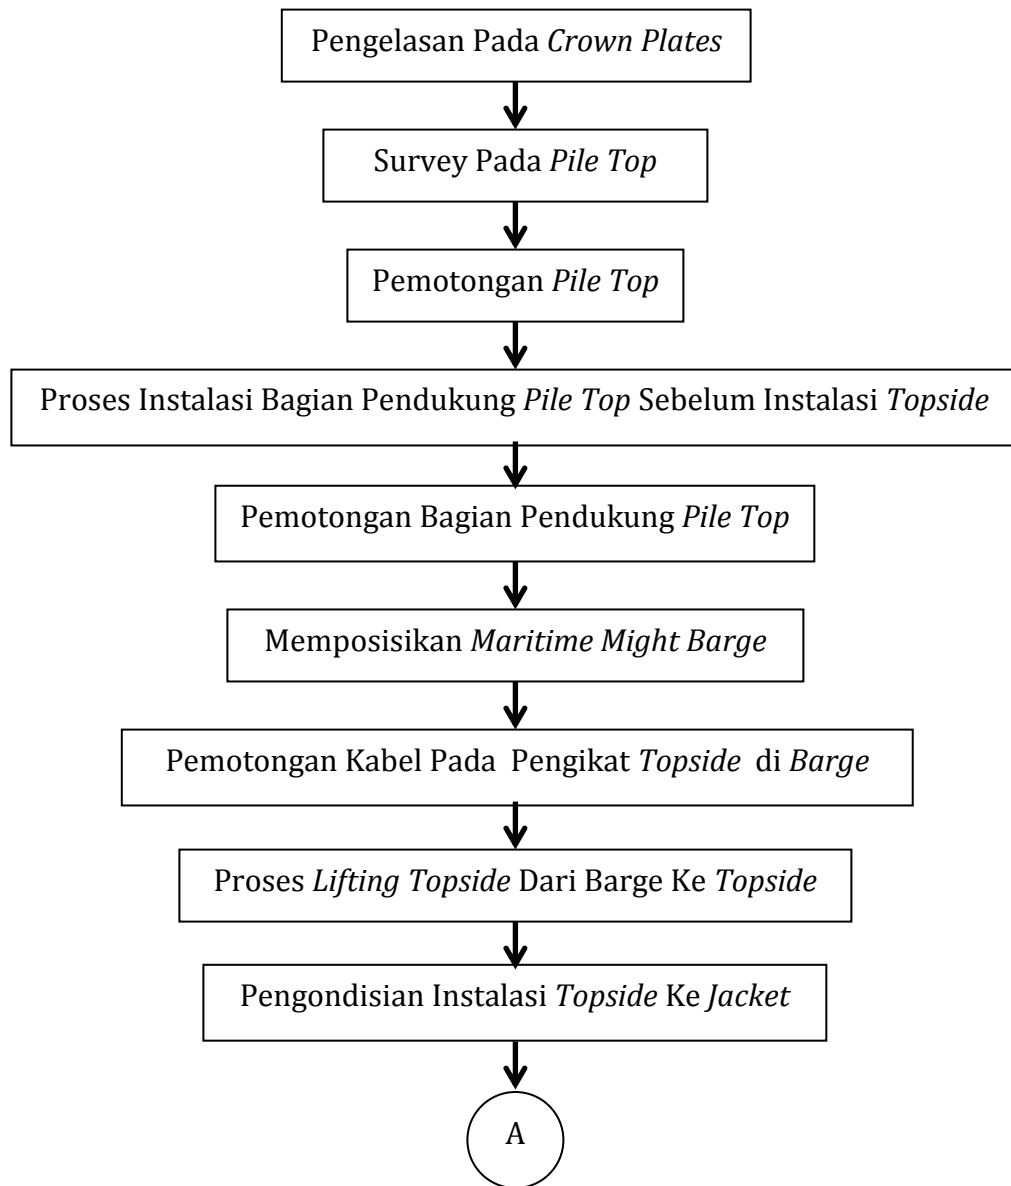 Pengelasan Pada Crown Plates
Survey Pada Pile Top
Pemotongan Pile Top
Proses Instalasi Bagian Pendukung Pile Top Sebelum Instalasi Topside
Pemotongan Bagian Pendukung Pile Top
Memposisikan Maritime Might Barge
Pemotongan Kabel Pada Pengikat Topside di Barge
Proses Lifting Topside Dari Barge Ke Topside
Pengondisian Instalasi Topside Ke Jacket
A